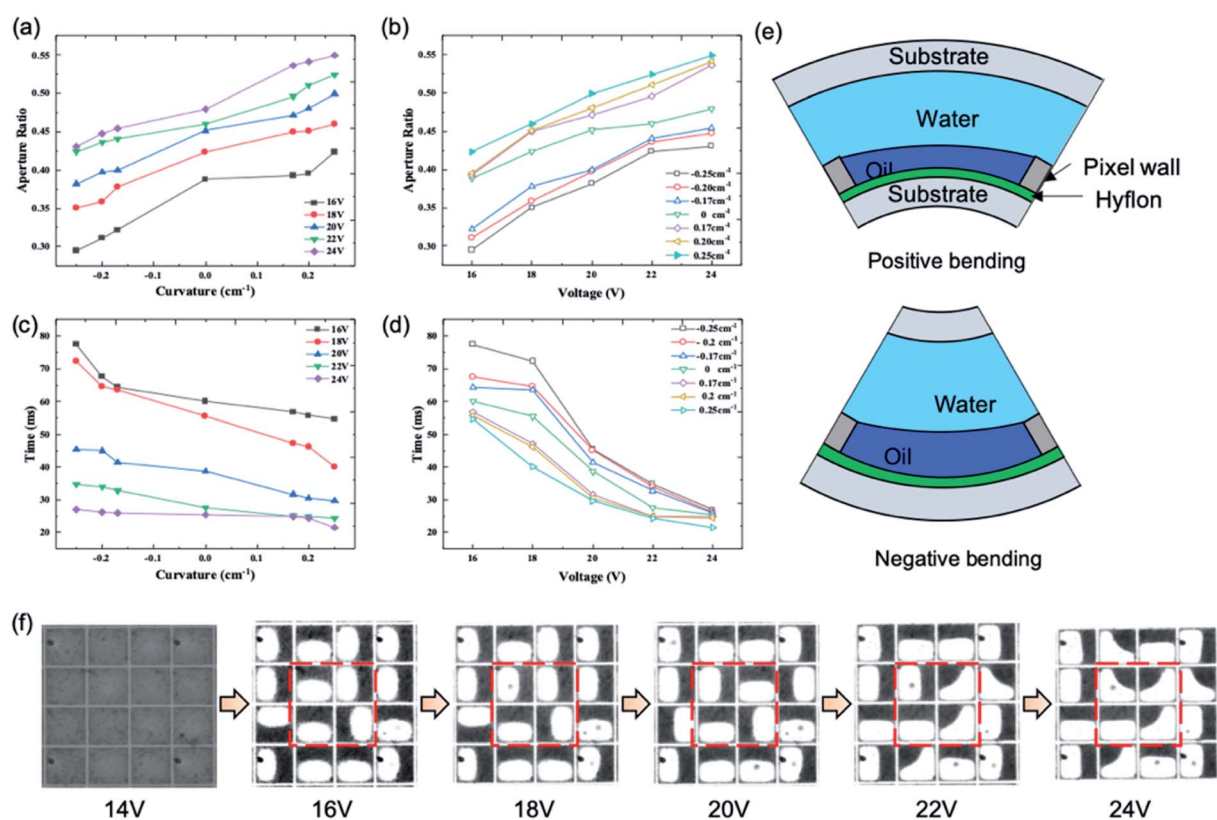 (a)
0.55
0.50
0.45
0.40
0.35
0.30
Aperture Ratio
-0.2
-0.1
0.0
0.1
0.2
Curvature (cm⁻¹)
16V
18V
20V
22V
24V
(b)
0.55
0.50
0.45
0.40
0.35
0.30
Aperture Ratio
16
18
20
22
24
Voltage (V)
-0.25cm⁻¹
-0.20cm⁻¹
-0.17cm⁻¹
0 cm⁻¹
0.17cm⁻¹
0.20cm⁻¹
0.25cm⁻¹
(c)
80
70
60
50
40
30
20
Time (ms)
-0.2
-0.1
0.0
0.1
0.2
Curvature (cm⁻¹)
16V
18V
20V
22V
24V
(d)
80
70
60
50
40
30
20
Time (ms)
16
18
20
22
24
Voltage (V)
-0.25cm⁻¹
- 0.2 cm⁻¹
-0.17cm⁻¹
0 cm⁻¹
0.17cm⁻¹
0.2 cm⁻¹
0.25cm⁻¹
(e)
Substrate
Water
Oil
Pixel wall
Substrate
Hyflon
Positive bending
Water
Oil
Negative bending
(f)
14V
16V
18V
20V
22V
24V